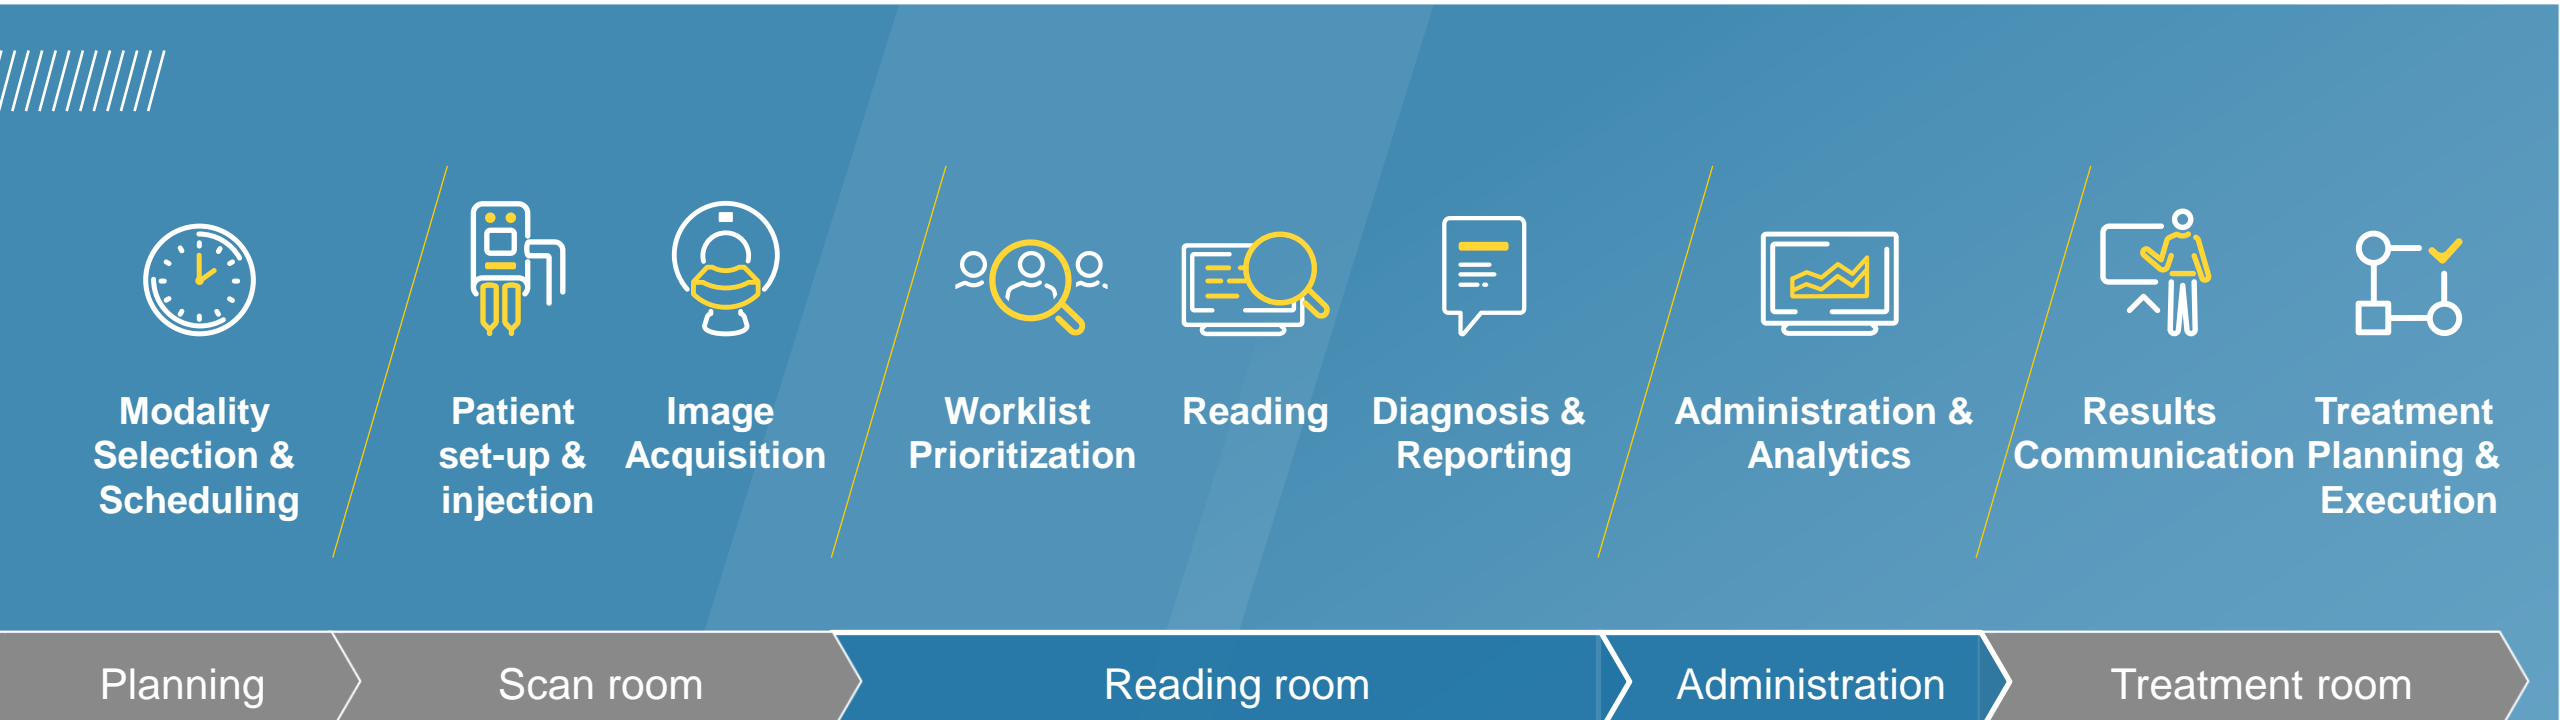 Modality
Selection &
Scheduling
Patient
set-up &
injection
Image
Acquisition
Worklist
Prioritization
Reading
Diagnosis &
Reporting
Administration &
Analytics
Results
Communication
Treatment
Planning &
Execution
Planning
Scan room
Reading room
Administration
Treatment room